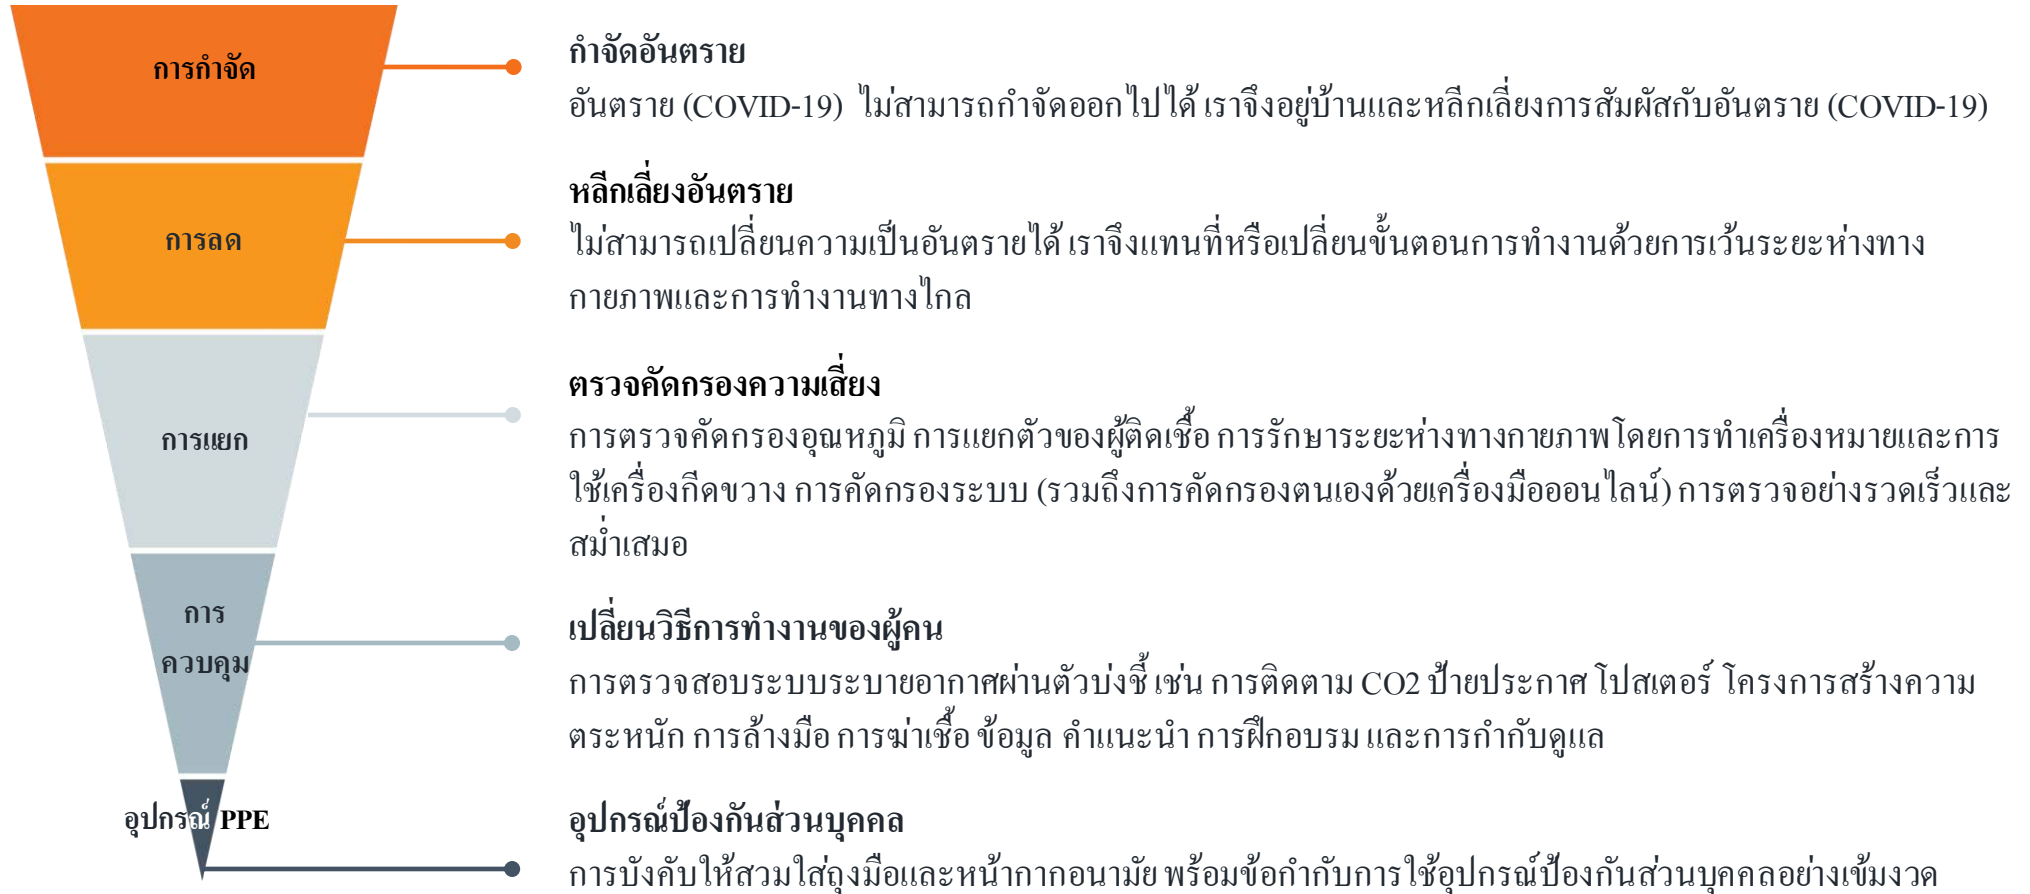 การกำจัด
กำจัดอันตราย
อันตราย (COVID-19) ไม่สามารถกำจัดออกไปได้ เราจึงอยู่บ้านและหลีกเลี่ยงการสัมผัสกับอันตราย (COVID-19)
การลด
หลีกเลี่ยงอันตราย
ไม่สามารถเปลี่ยนความเป็นอันตรายได้ เราจึงแทนที่หรือเปลี่ยนขั้นตอนการทำงานด้วยการเว้นระยะห่างทาง
กายภาพและการทำงานทางไกล
การแยก
ตรวจคัดกรองความเสี่ยง
การตรวจคัดกรองอุณหภูมิ การแยกตัวของผู้ติดเชื้อ การรักษาระยะห่างทางกายภาพโดยการทำเครื่องหมายและการ
ใช้เครื่องกีดขวาง การคัดกรองระบบ (รวมถึงการคัดกรองตนเองด้วยเครื่องมือออนไลน์) การตรวจอย่างรวดเร็วและ
สม่ำเสมอ
การ
ควบคุม
เปลี่ยนวิธีการทำงานของผู้คน
การตรวจสอบระบบระบายอากาศผ่านตัวบ่งชี้ เช่น การติดตาม CO2 ป้ายประกาศ โปสเตอร์ โครงการสร้างความ
ตระหนัก การล้างมือ การฆ่าเชื้อ ข้อมูล คำแนะนำ การฝึกอบรม และการกำกับดูแล
อุปกรณ์ PPE
อุปกรณ์ป้องกันส่วนบุคคล
การบังคับให้สวมใส่ถุงมือและหน้ากากอนามัย พร้อมข้อกำกับการใช้อุปกรณ์ป้องกันส่วนบุคคลอย่างเข้มงวด